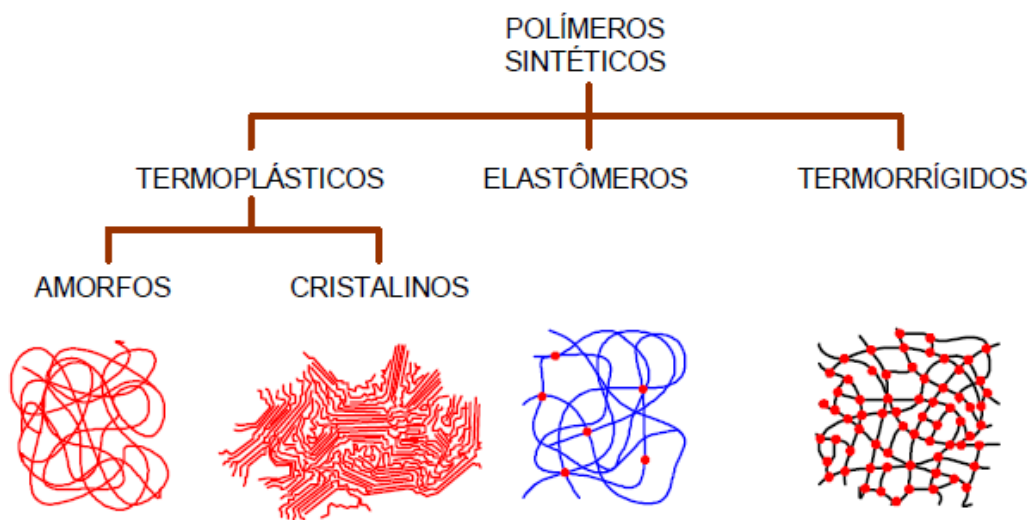 POLÍMEROS
SINTÉTICOS
TERMOPLÁSTICOS
ELASTÔMEROS
TERMORRÍGIDOS
AMORFOS
CRISTALINOS